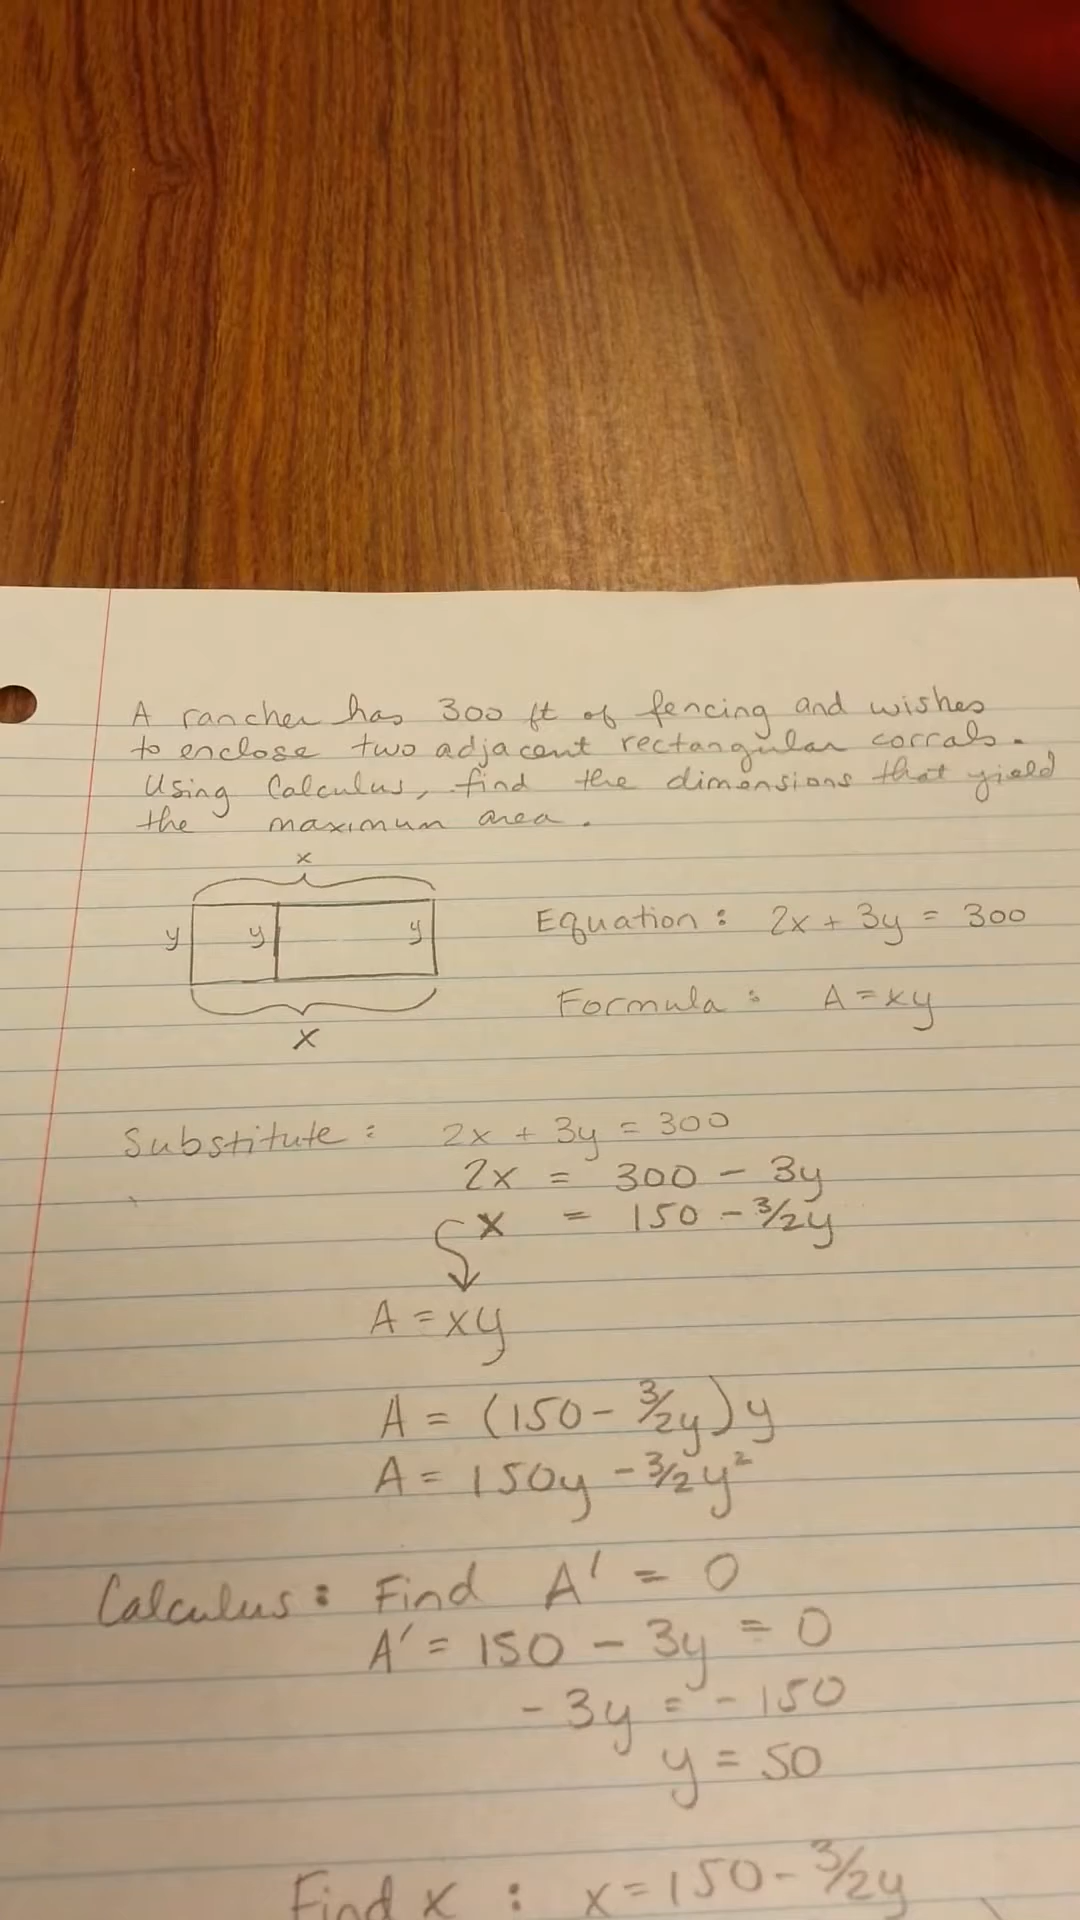 A rancher has 300 ft of fencing and wishes
to enclose two adjacent rectangular corrals.
Using Calculus, find the dimensions that yield
the maximum area.
x
y y y
x
Equation: 2x + 3y = 300
Formula: A = xy
Substitute: 2x + 3y = 300
2x = 300 - 3y
x = 150 - 3/2y
A = xy
A = (150 - 3/2y)y
A = 150y - 3/2y²
Calculus: Find A' = 0
A' = 150 - 3y = 0
-3y = -150
y = 50
Find x: x = 150 - 3/2y